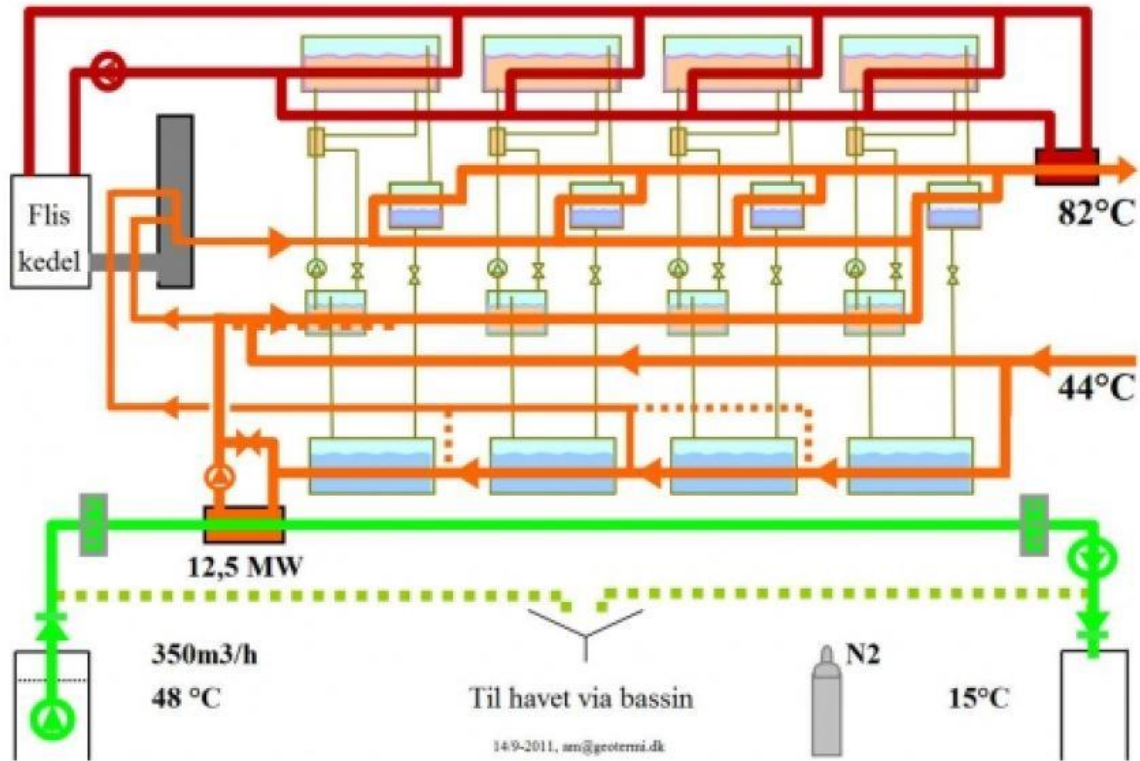 Flis
kedel
82°C
44°C
12,5 MW
350m3/h
48 °C
Til havet via bassin
N2
15°C
14-9-2011, am@geotermi.dk